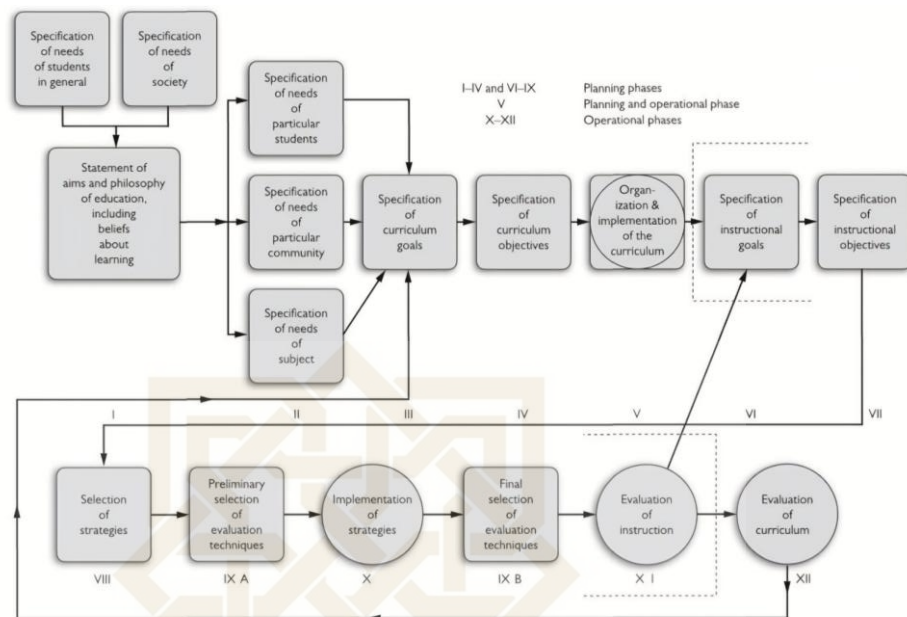 Specification
of needs
of students
in general
Specification
of needs
of
society
Statement of
aims and philosophy
of education,
including
beliefs
about
learning
Specification
of needs
of
particular
students
Specification
of needs
of
particular
community
Specification
of needs
of
subject
I–IV and VI–IX Planning phases
V Planning and operational phase
X–XII Operational phases
Specification
of
curriculum
goals
Specification
of
curriculum
objectives
Organ-
ization &
implementation
of the
curriculum
Specification
of
instructional
goals
Specification
of
instructional
objectives
I II III IV V VI VII
Selection
of
strategies
VIII
Preliminary
selection
of
evaluation
techniques
IX A
Implementation
of
strategies
X
Final
selection
of
evaluation
techniques
IX B
Evaluation
of
instruction
X I
Evaluation
of
curriculum
XII